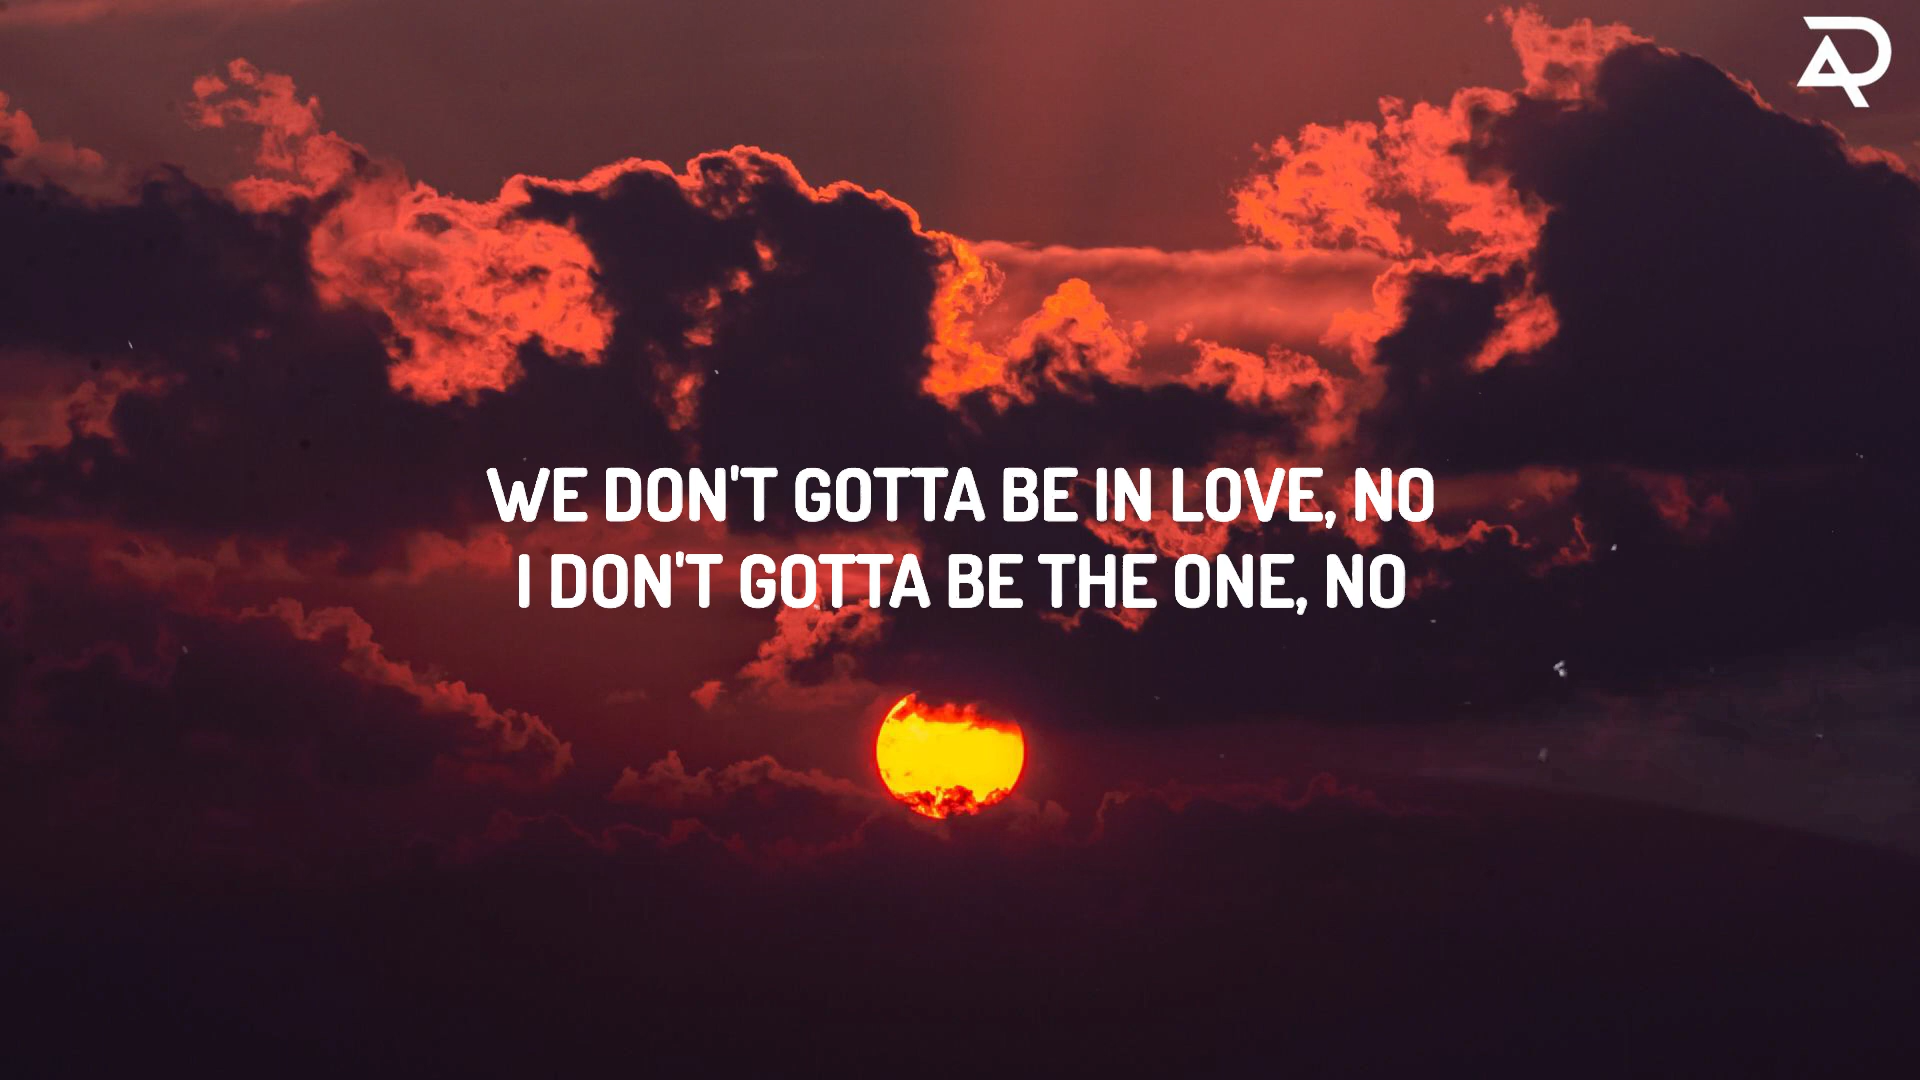 WE DON'T GOTTA BE IN LOVE, NO
I DON'T GOTTA BE THE ONE, NO